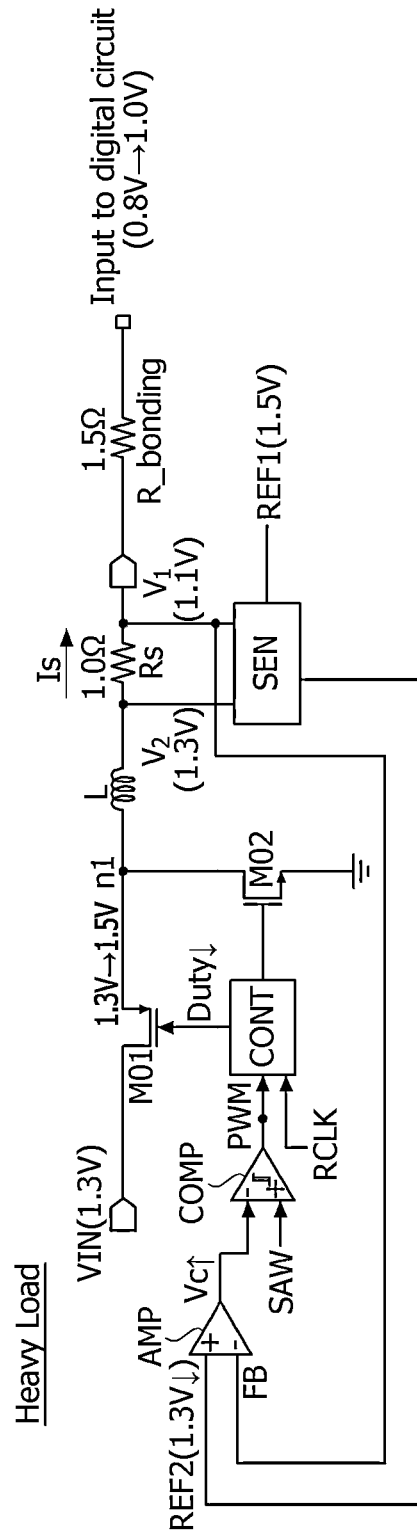 Heavy Load
VIN(1.3V)
M01
1.3V→1.5V n1
L
Is
1.0Ω
Rs
V2
(1.3V)
V1
(1.1V)
1.5Ω
R_bonding
Input to digital circuit
(0.8V→1.0V)
REF2(1.3V↓)
AMP
+
-
FB
Vc↑
COMP
-
+
SAW
PWM
RCLK
CONT
Duty↓
M02
SEN
REF1(1.5V)